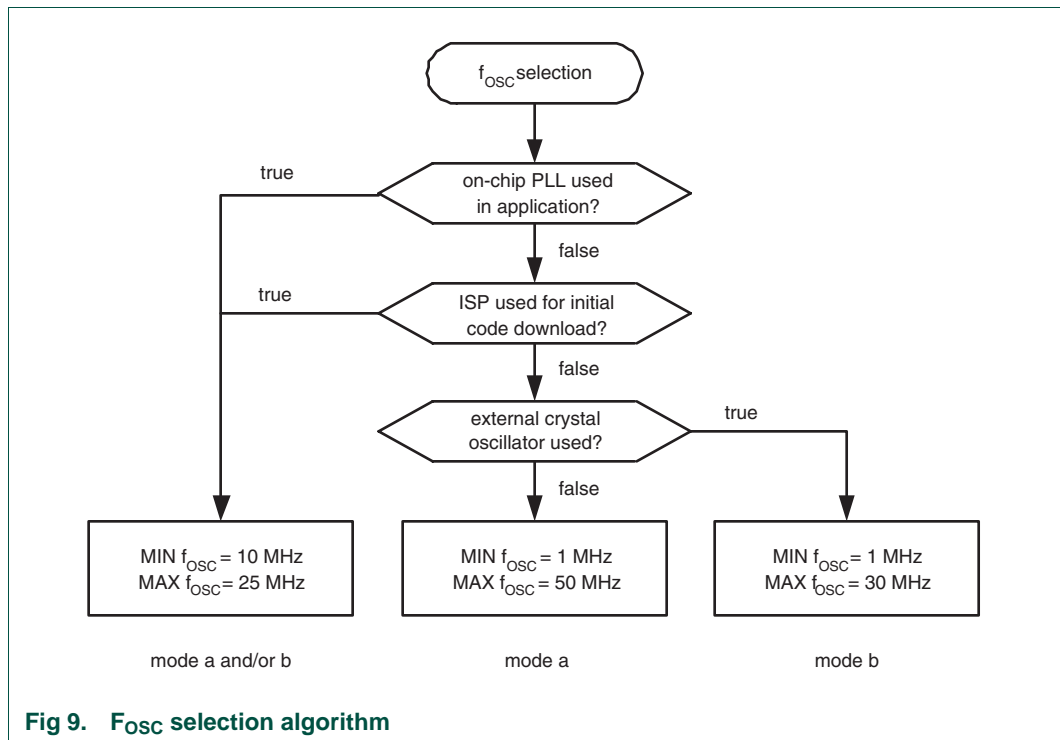 fOSC selection
true
on-chip PLL used
in application?
false
true
ISP used for initial
code download?
false
external crystal
oscillator used?
true
false
MIN fOSC = 10 MHz
MAX fOSC = 25 MHz
MIN fOSC = 1 MHz
MAX fOSC = 50 MHz
MIN fOSC = 1 MHz
MAX fOSC = 30 MHz
mode a and/or b
mode a
mode b
Fig 9. FOSC selection algorithm